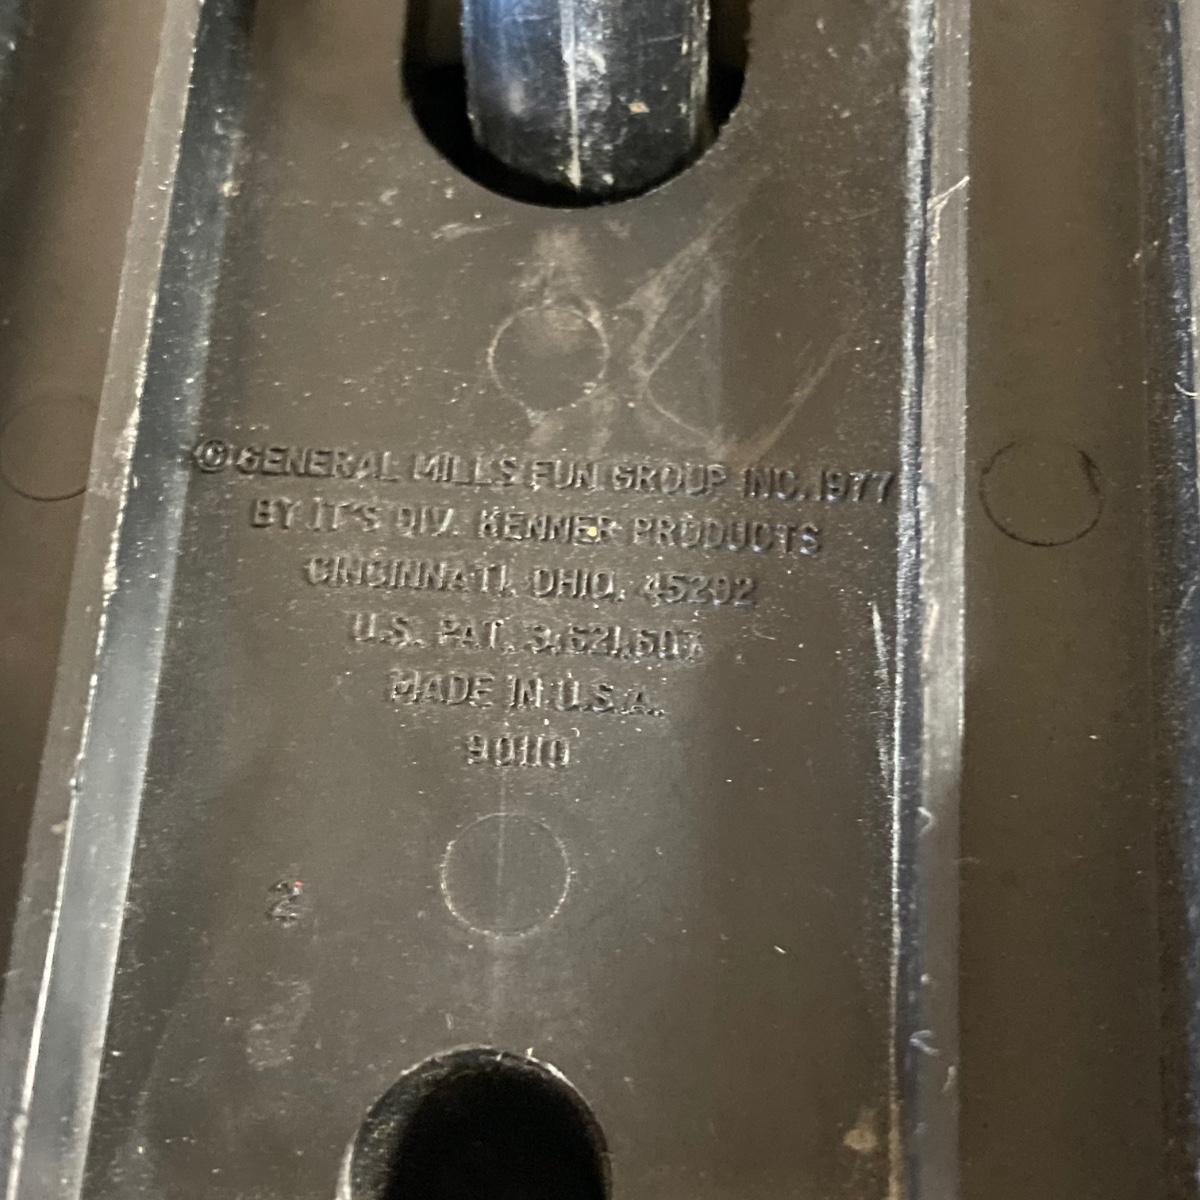 © GENERAL MILLS FUN GROUP INC. 1977
BY IT'S DIV. KENNER PRODUCTS
CINCINNATI, OHIO, 45202
U.S. PAT. 3,621,607
MADE IN U.S.A.
90110
2